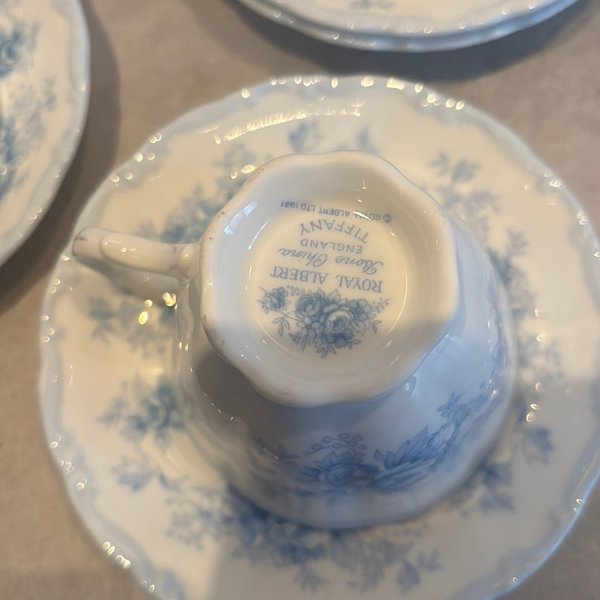 ROYAL ALBERT
Bone China
ENGLAND
TIFFANY
© ROYAL ALBERT LTD 1981